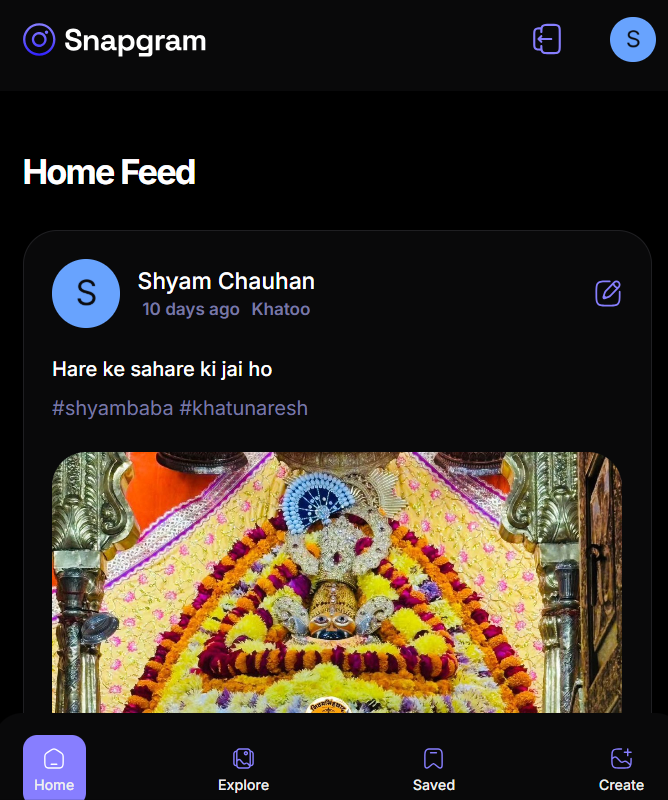 Snapgram
S
Home Feed
S
Shyam Chauhan
10 days ago Khatoo
Hare ke sahare ki jai ho
#shyambaba #khatunaresh
Home
Explore
Saved
Create